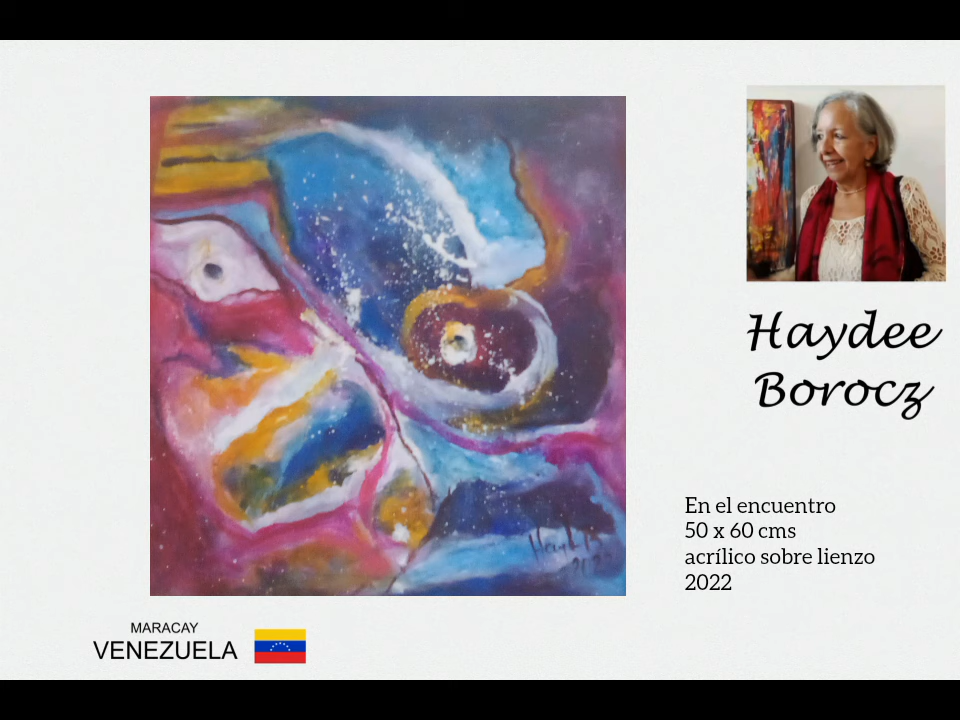 Haydee
Borocz
En el encuentro
50 x 60 cms
acrílico sobre lienzo
2022
MARACAY
VENEZUELA